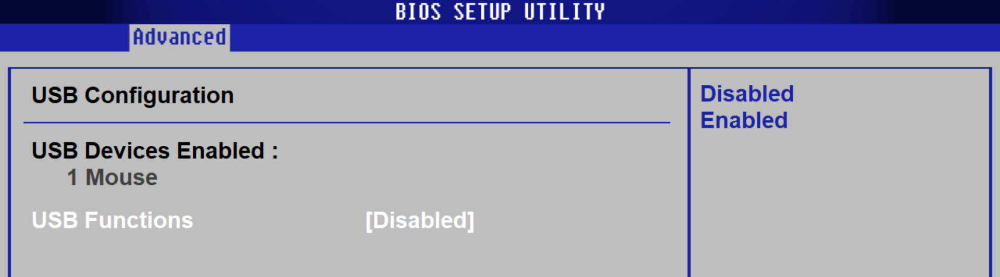 BIOS SETUP UTILITY
Advanced
USB Configuration
USB Devices Enabled :
1 Mouse
USB Functions [Disabled]
Disabled
Enabled